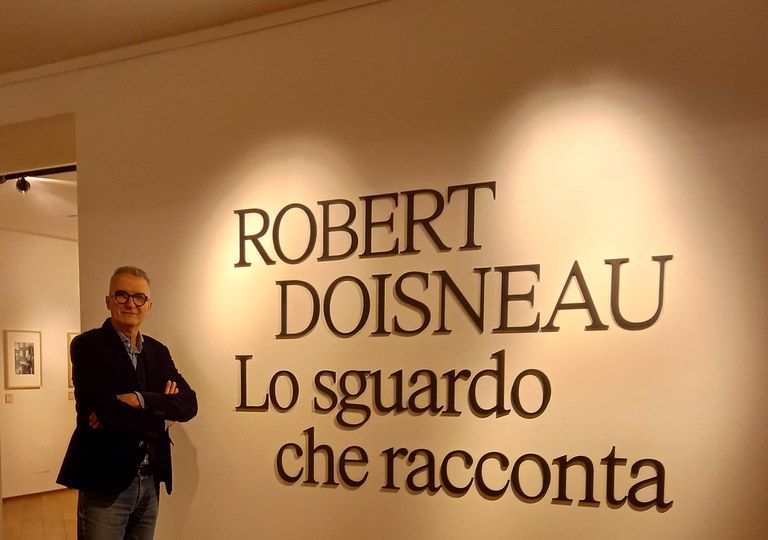 ROBERT
DOISNEAU
Lo sguardo
che racconta